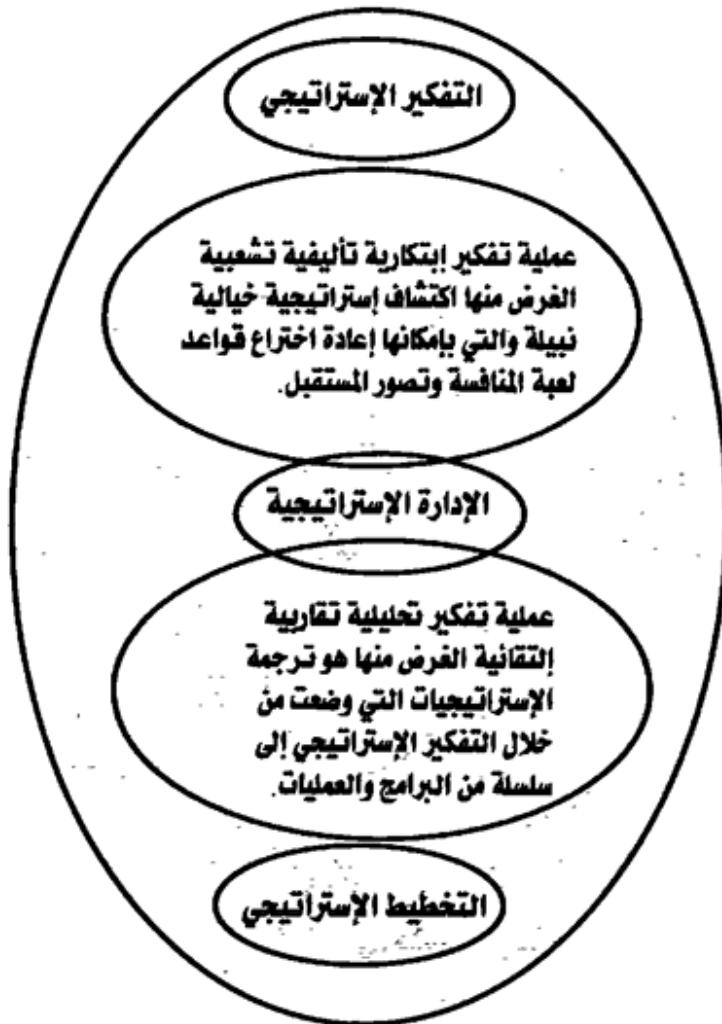 التفكير الإستراتيجي
عملية تفكير إبتكارية تأليفية تشعبية
الغرض منها اكتشاف إستراتيجية خيالية
نبيلة والتي بإمكانها إعادة اختراع قواعد
لعبة المنافسة وتصور المستقبل.
الإدارة الإستراتيجية
عملية تفكير تحليلية تقاربية
إلتقائية الغرض منها هو ترجمة
الإستراتيجيات التي وضعت من
خلال التفكير الإستراتيجي إلى
سلسلة من البرامج والعمليات.
التخطيط الإستراتيجي